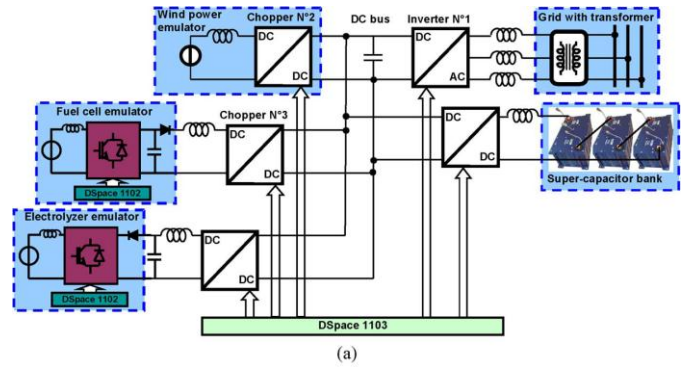 Wind power
emulator
Chopper N°2
DC
DC
DC bus
Inverter N°1
DC
AC
Grid with transformer
Fuel cell emulator
DSpace 1102
Chopper N°3
DC
DC
DC
DC
Super-capacitor bank
Electrolyzer emulator
DSpace 1102
DC
DC
DSpace 1103
(a)